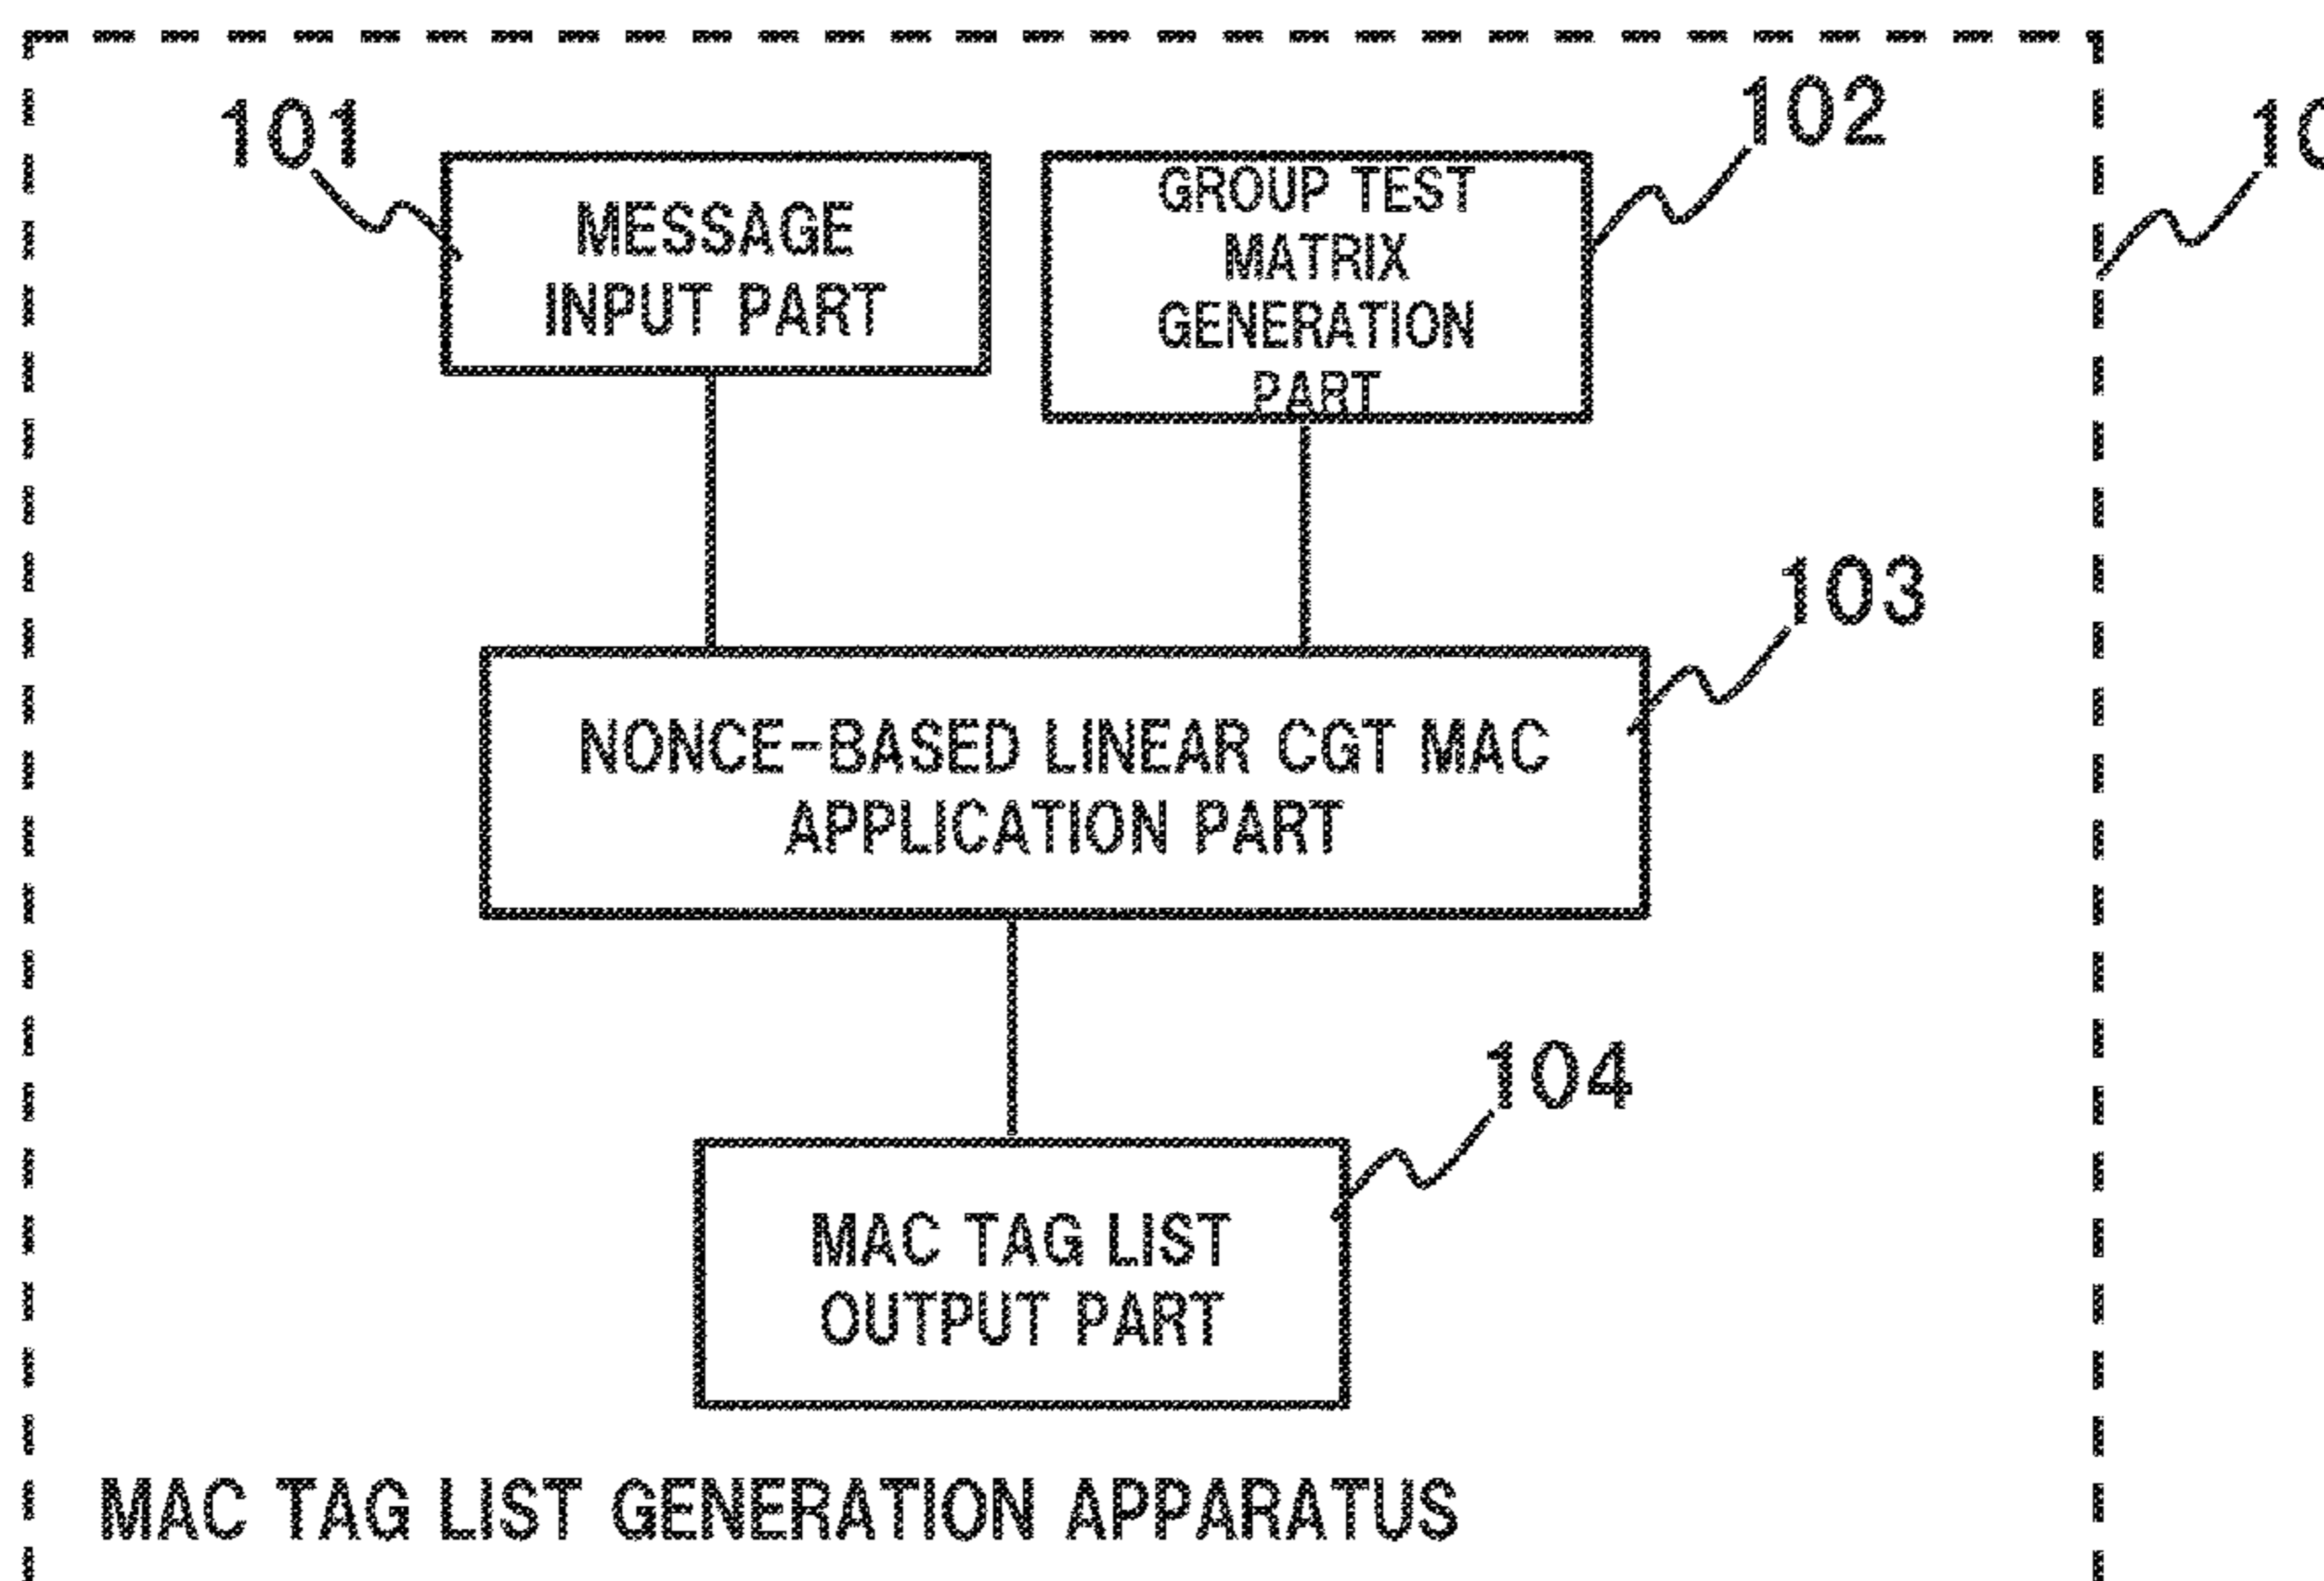 101
102
MESSAGE
INPUT PART
GROUP TEST
MATRIX
GENERATION
PART
103
NONCE-BASED LINEAR CGT MAC
APPLICATION PART
104
MAC TAG LIST
OUTPUT PART
MAC TAG LIST GENERATION APPARATUS